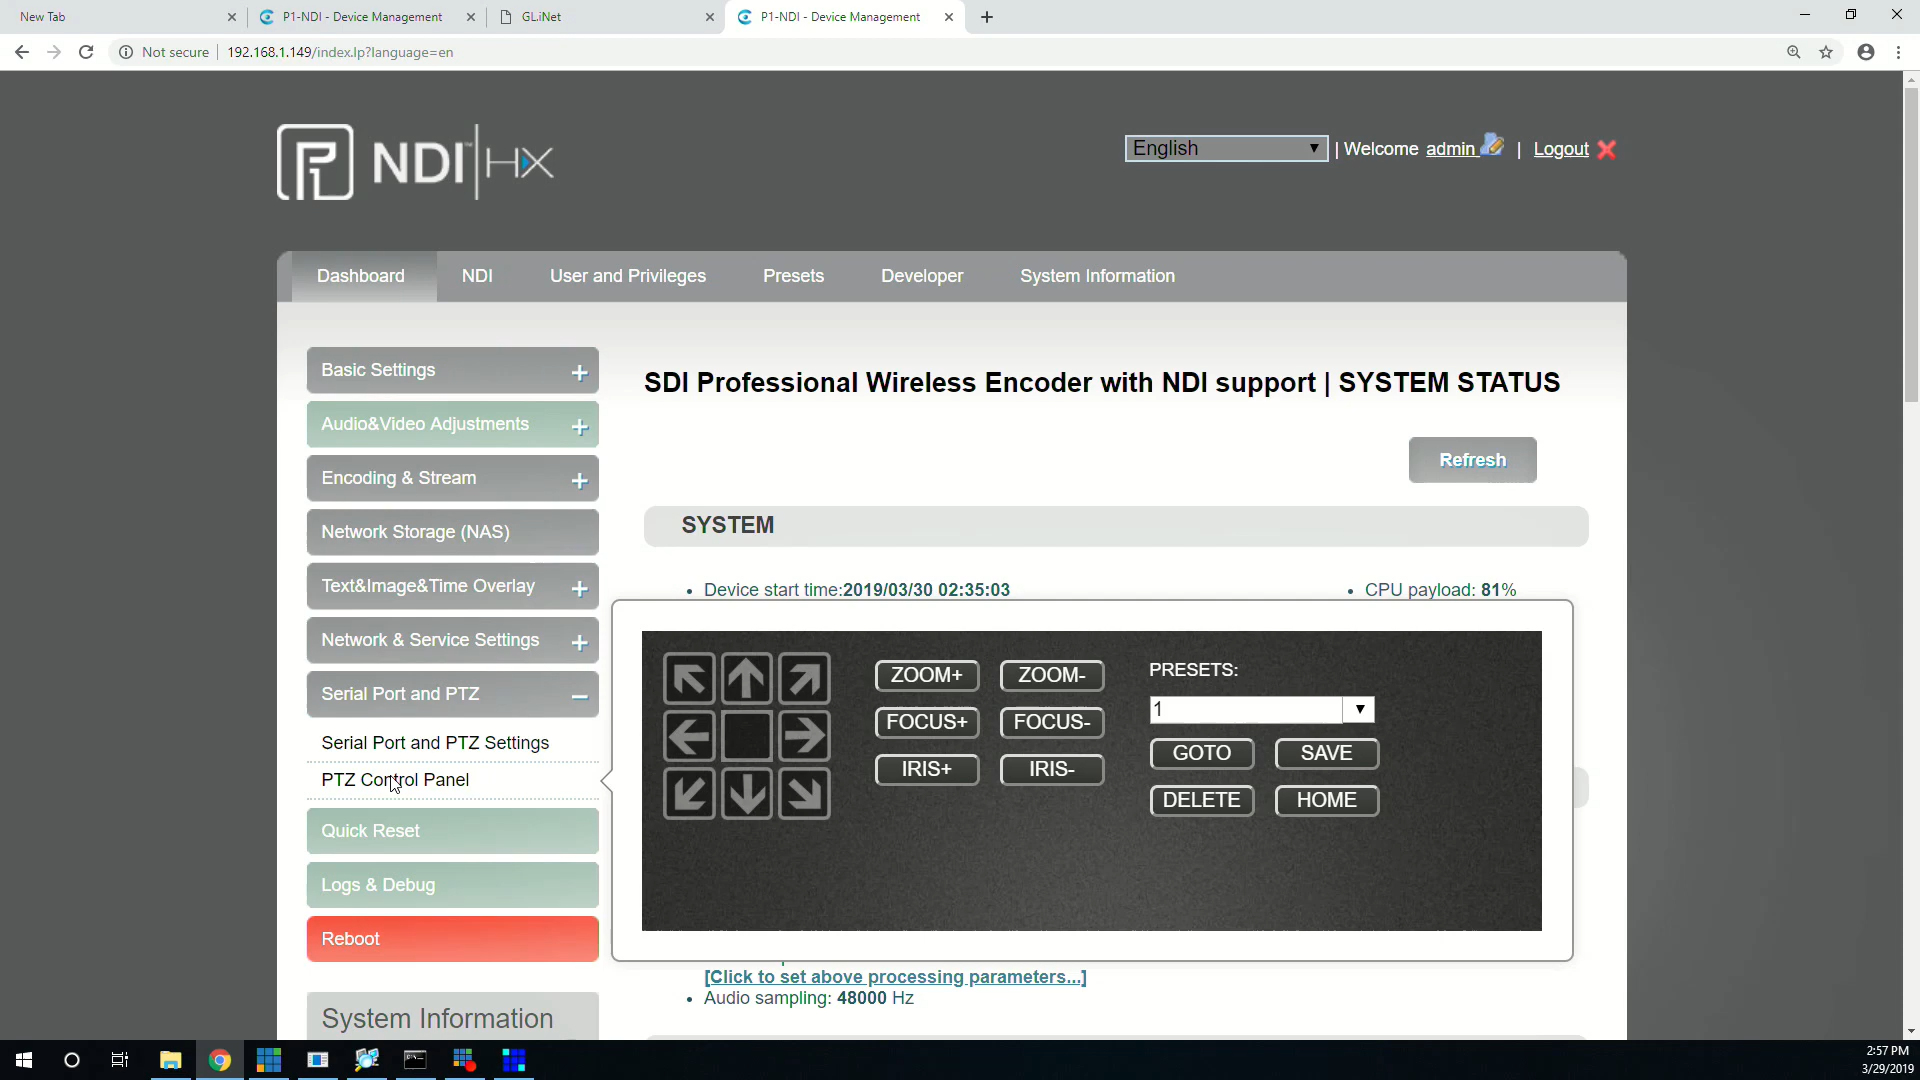 New Tab
P1-NDI - Device Management
GL.iNet
P1-NDI - Device Management
Not secure
192.168.1.149/index.lp?language=en
NDI™ HX
English
| Welcome admin | Logout
Dashboard
NDI
User and Privileges
Presets
Developer
System Information
Basic Settings
Audio&Video Adjustments
Encoding & Stream
Network Storage (NAS)
Text&Image&Time Overlay
Network & Service Settings
Serial Port and PTZ
Serial Port and PTZ Settings
PTZ Control Panel
Quick Reset
Logs & Debug
Reboot
System Information
SDI Professional Wireless Encoder with NDI support | SYSTEM STATUS
Refresh
SYSTEM
• Device start time:2019/03/30 02:35:03
• CPU payload: 81%
ZOOM+ ZOOM-
FOCUS+ FOCUS-
IRIS+ IRIS-
PRESETS:
1
GOTO SAVE
DELETE HOME
[Click to set above processing parameters...]
• Audio sampling: 48000 Hz
2:57 PM
3/29/2019